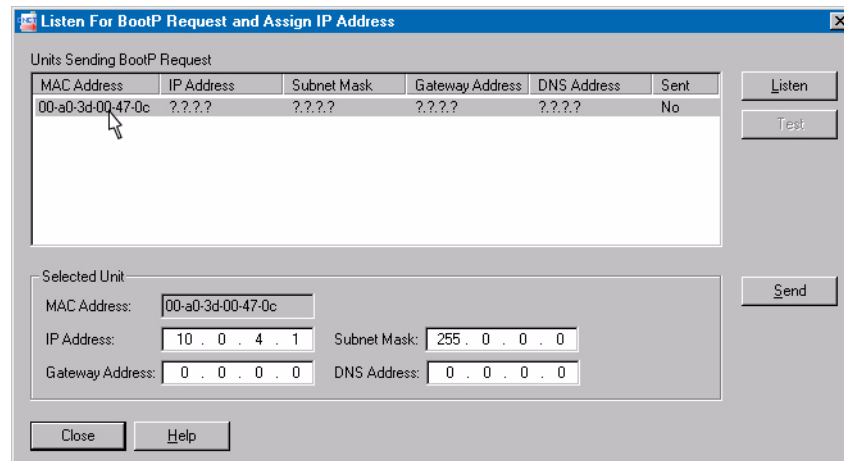 Listen For BootP Request and Assign IP Address
Units Sending BootP Request
MAC Address IP Address Subnet Mask Gateway Address DNS Address Sent
00-a0-3d-00-47-0c ?.?.?.? ?.?.?.? ?.?.?.? ?.?.?.? No
Listen
Test
Selected Unit
MAC Address: 00-a0-3d-00-47-0c
IP Address: 10 . 0 . 4 . 1 Subnet Mask: 255 . 0 . 0 . 0
Gateway Address: 0 . 0 . 0 . 0 DNS Address: 0 . 0 . 0 . 0
Send
Close Help